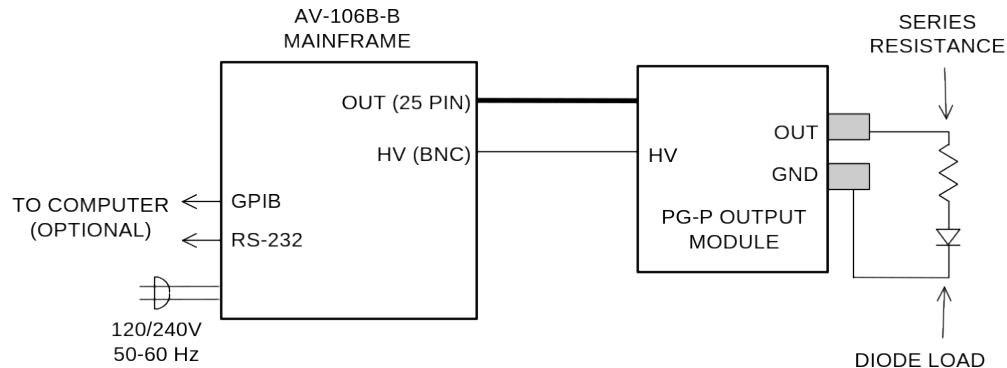 AV-106B-B
MAINFRAME
OUT (25 PIN)
HV (BNC)
GPIB
RS-232
TO COMPUTER
(OPTIONAL)
120/240V
50-60 Hz
HV
OUT
GND
PG-P OUTPUT
MODULE
SERIES
RESISTANCE
DIODE LOAD